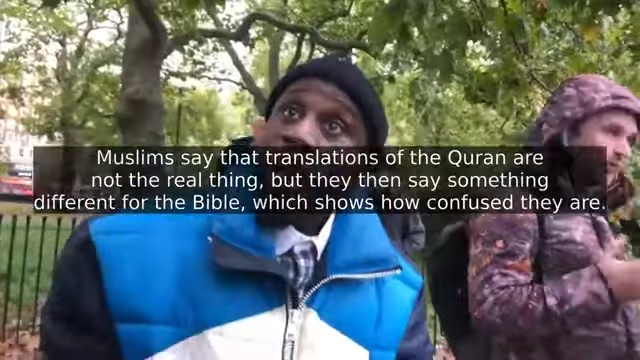 Muslims say that translations of the Quran are
not the real thing, but they then say something
different for the Bible, which shows how confused they are.